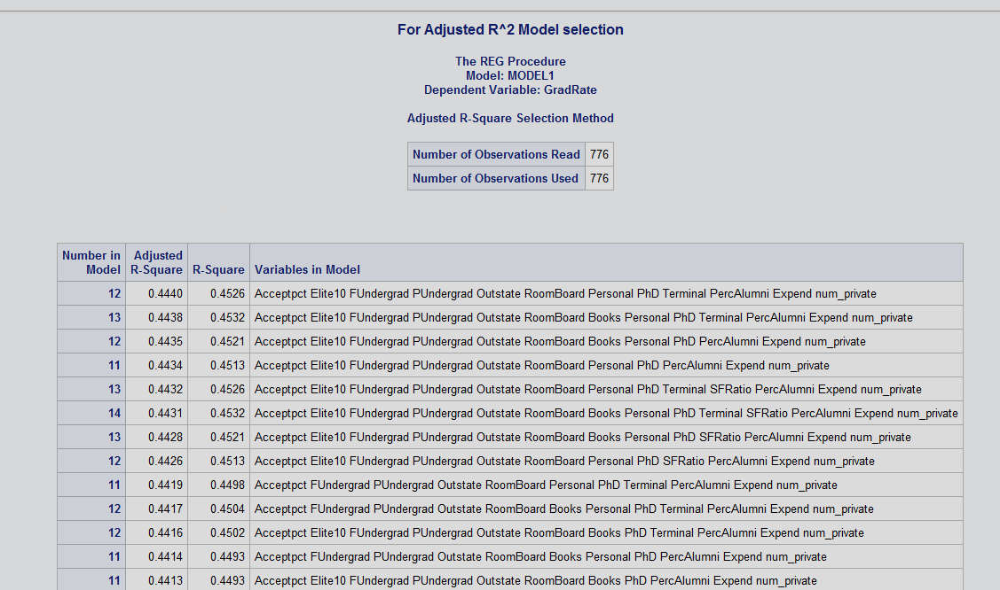 For Adjusted R^2 Model selection
The REG Procedure
Model: MODEL1
Dependent Variable: GradRate
Adjusted R-Square Selection Method
Number of Observations Read 776
Number of Observations Used 776
Number in Model Adjusted R-Square R-Square Variables in Model
12 0.4440 0.4526 Acceptpct Elite10 FUndergrad PUndergrad Outstate RoomBoard Personal PhD Terminal PercAlumni Expend num_private
13 0.4438 0.4532 Acceptpct Elite10 FUndergrad PUndergrad Outstate RoomBoard Books Personal PhD Terminal PercAlumni Expend num_private
12 0.4435 0.4521 Acceptpct Elite10 FUndergrad PUndergrad Outstate RoomBoard Books Personal PhD PercAlumni Expend num_private
11 0.4434 0.4513 Acceptpct Elite10 FUndergrad PUndergrad Outstate RoomBoard Personal PhD PercAlumni Expend num_private
13 0.4432 0.4526 Acceptpct Elite10 FUndergrad PUndergrad Outstate RoomBoard Personal PhD Terminal SFRatio PercAlumni Expend num_private
14 0.4431 0.4532 Acceptpct Elite10 FUndergrad PUndergrad Outstate RoomBoard Books Personal PhD Terminal SFRatio PercAlumni Expend num_private
13 0.4428 0.4521 Acceptpct Elite10 FUndergrad PUndergrad Outstate RoomBoard Books Personal PhD SFRatio PercAlumni Expend num_private
12 0.4426 0.4513 Acceptpct Elite10 FUndergrad PUndergrad Outstate RoomBoard Personal PhD SFRatio PercAlumni Expend num_private
11 0.4419 0.4498 Acceptpct FUndergrad PUndergrad Outstate RoomBoard Personal PhD Terminal PercAlumni Expend num_private
12 0.4417 0.4504 Acceptpct FUndergrad PUndergrad Outstate RoomBoard Books Personal PhD Terminal PercAlumni Expend num_private
12 0.4416 0.4502 Acceptpct Elite10 FUndergrad PUndergrad Outstate RoomBoard Books PhD Terminal PercAlumni Expend num_private
11 0.4414 0.4493 Acceptpct FUndergrad PUndergrad Outstate RoomBoard Books Personal PhD PercAlumni Expend num_private
11 0.4413 0.4493 Acceptpct Elite10 FUndergrad PUndergrad Outstate RoomBoard Books PhD PercAlumni Expend num_private